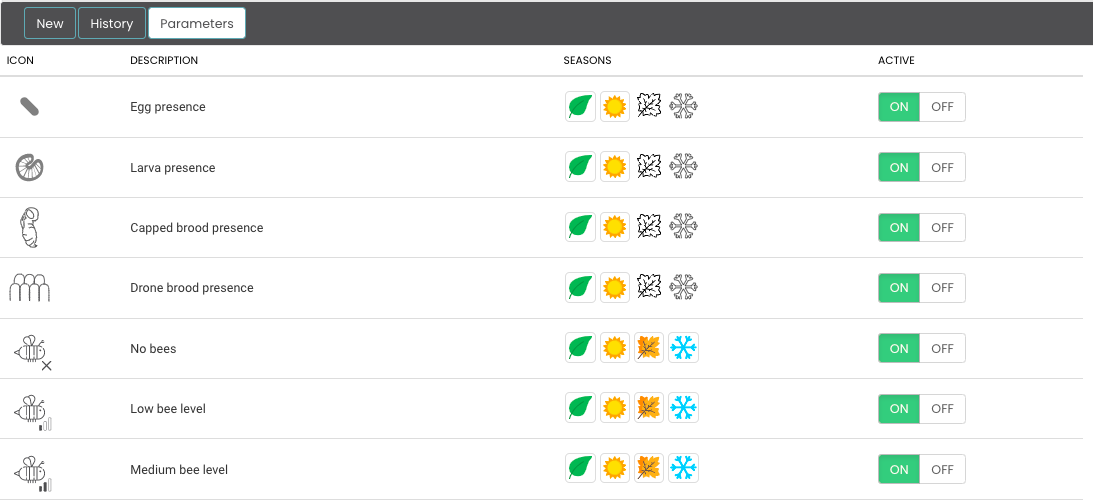 New History Parameters
ICON DESCRIPTION SEASONS ACTIVE
Egg presence ON OFF
Larva presence ON OFF
Capped brood presence ON OFF
Drone brood presence ON OFF
No bees ON OFF
Low bee level ON OFF
Medium bee level ON OFF